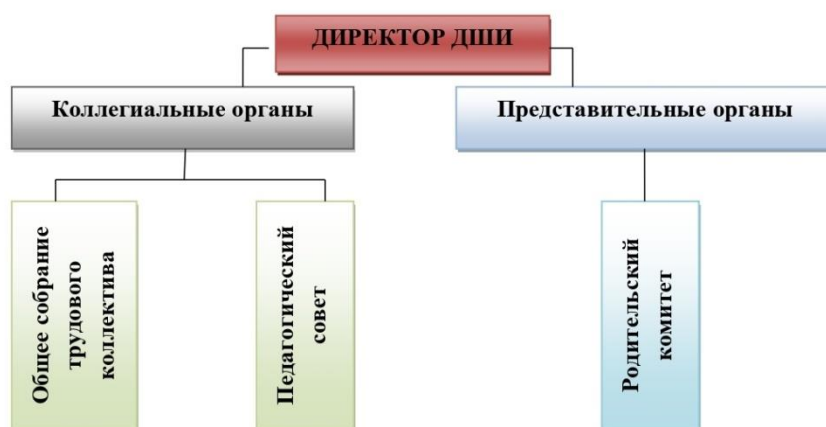 ДИРЕКТОР ДШИ
Коллегиальные органы
Представительные органы
Общее собрание
трудового
коллектива
Педагогический
совет
Родительский
комитет